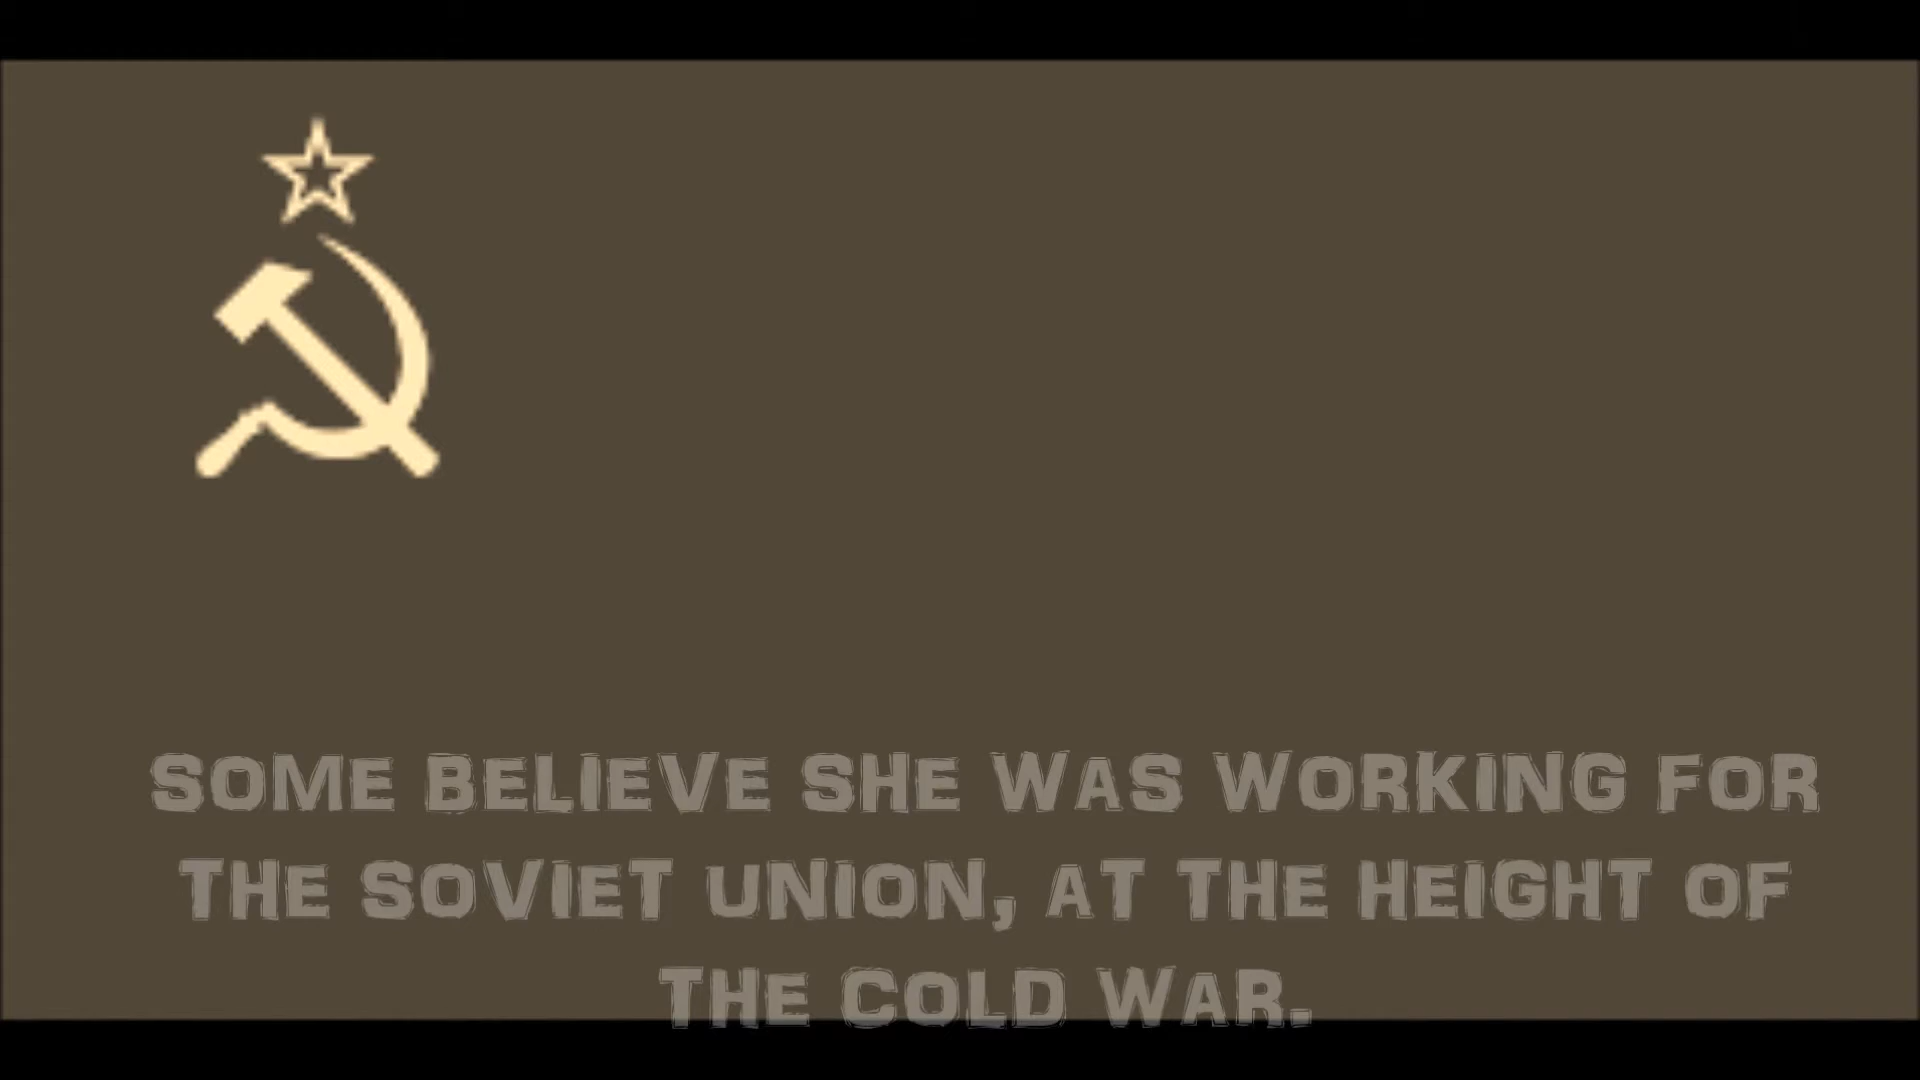 SOME BELIEVE SHE WAS WORKING FOR
THE SOVIET UNION, AT THE HEIGHT OF
THE COLD WAR.